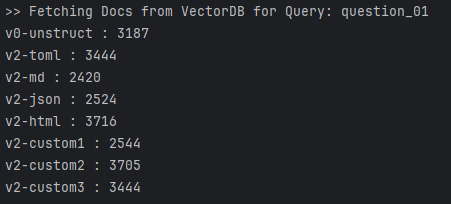 >> Fetching Docs from VectorDB for Query: question_01
v0-unstruct : 3187
v2-toml : 3444
v2-md : 2420
v2-json : 2524
v2-html : 3716
v2-custom1 : 2544
v2-custom2 : 3705
v2-custom3 : 3444